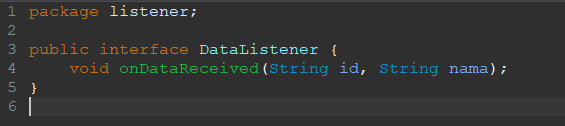 1 package listener;
2
3 public interface DataListener {
4     void onDataReceived(String id, String nama);
5 }
6